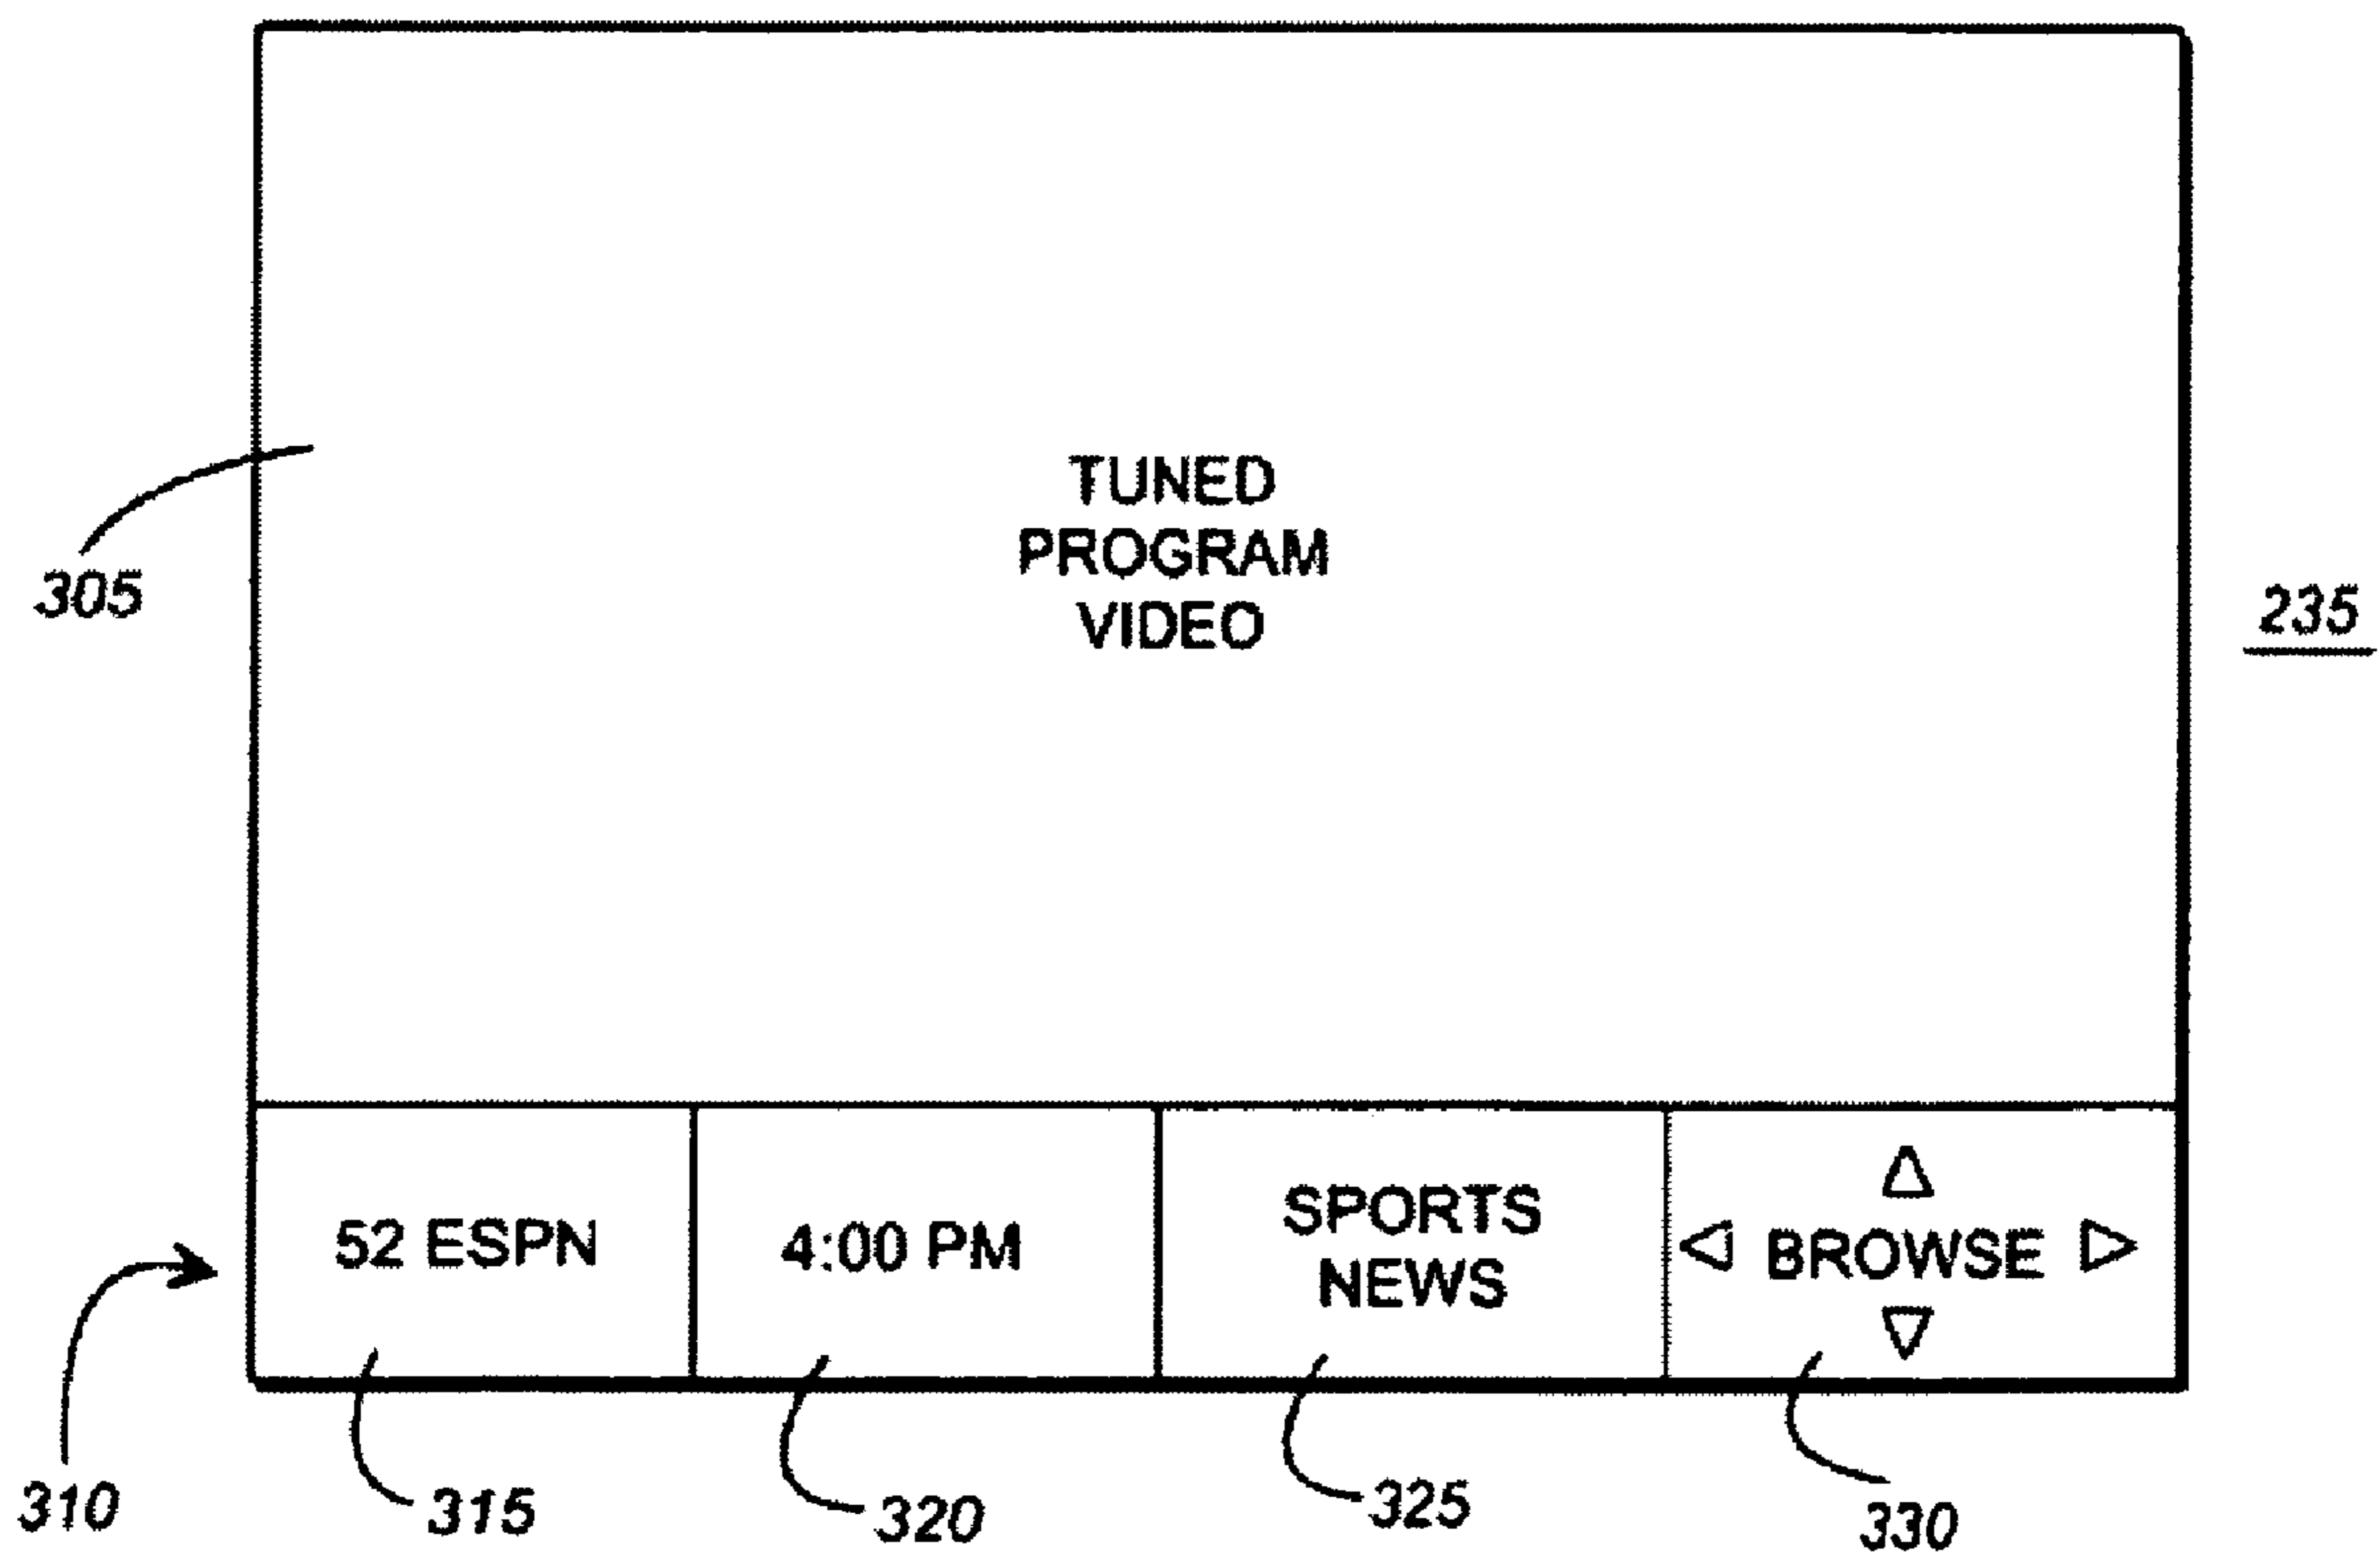 TUNED
PROGRAM
VIDEO
305
235
52 ESPN
4:00 PM
SPORTS
NEWS
BROWSE
310
315
320
325
330